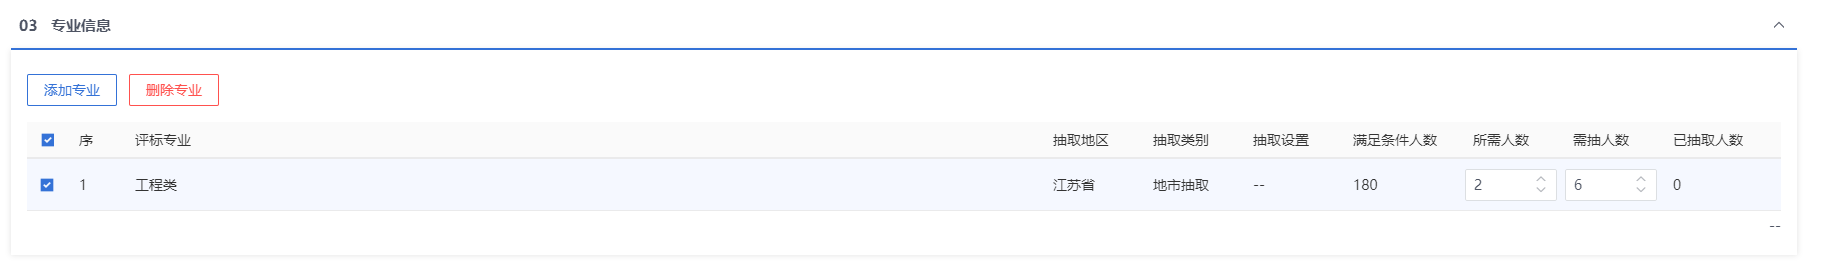 03 专业信息
添加专业 删除专业
序 评标专业 抽取地区 抽取类别 抽取设置 满足条件人数 所需人数 需抽人数 已抽取人数
1 工程类 江苏省 地市抽取 -- 180 2 6 0
--